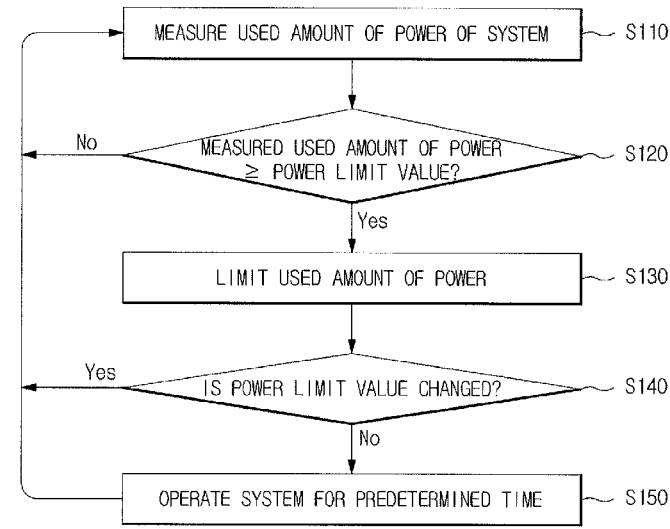 MEASURE USED AMOUNT OF POWER OF SYSTEM
S110
No
MEASURED USED AMOUNT OF POWER
≥ POWER LIMIT VALUE?
S120
Yes
LIMIT USED AMOUNT OF POWER
S130
Yes
IS POWER LIMIT VALUE CHANGED?
S140
No
OPERATE SYSTEM FOR PREDETERMINED TIME
S150